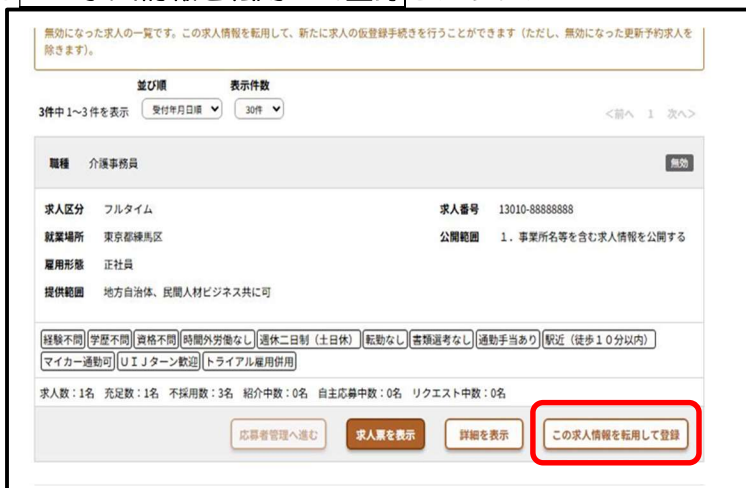 無効になった求人の一覧です。この求人情報を転用して、新たに求人の仮登録手続きを行うことができます（ただし、無効になった更新予約求人を
除きます）。
並び順 表示件数
3件中 1～3 件を表示 受付年月日順 30件 <前へ 1 次へ>
職種 介護事務員 無効
求人区分 フルタイム 求人番号 13010-88888888
就業場所 東京都練馬区 公開範囲 1．事業所名等を含む求人情報を公開する
雇用形態 正社員
提供範囲 地方自治体、民間人材ビジネス共に可
経験不問 学歴不問 資格不問 時間外労働なし 週休二日制（土日休） 転勤なし 書類選考なし 通勤手当あり 駅近（徒歩１０分以内）
マイカー通勤可 ＵＩＪターン歓迎 トライアル雇用併用
求人数：1名 充足数：1名 不採用数：3名 紹介中数：0名 自主応募中数：0名 リクエスト中数：0名
応募者管理へ進む 求人票を表示 詳細を表示 この求人情報を転用して登録